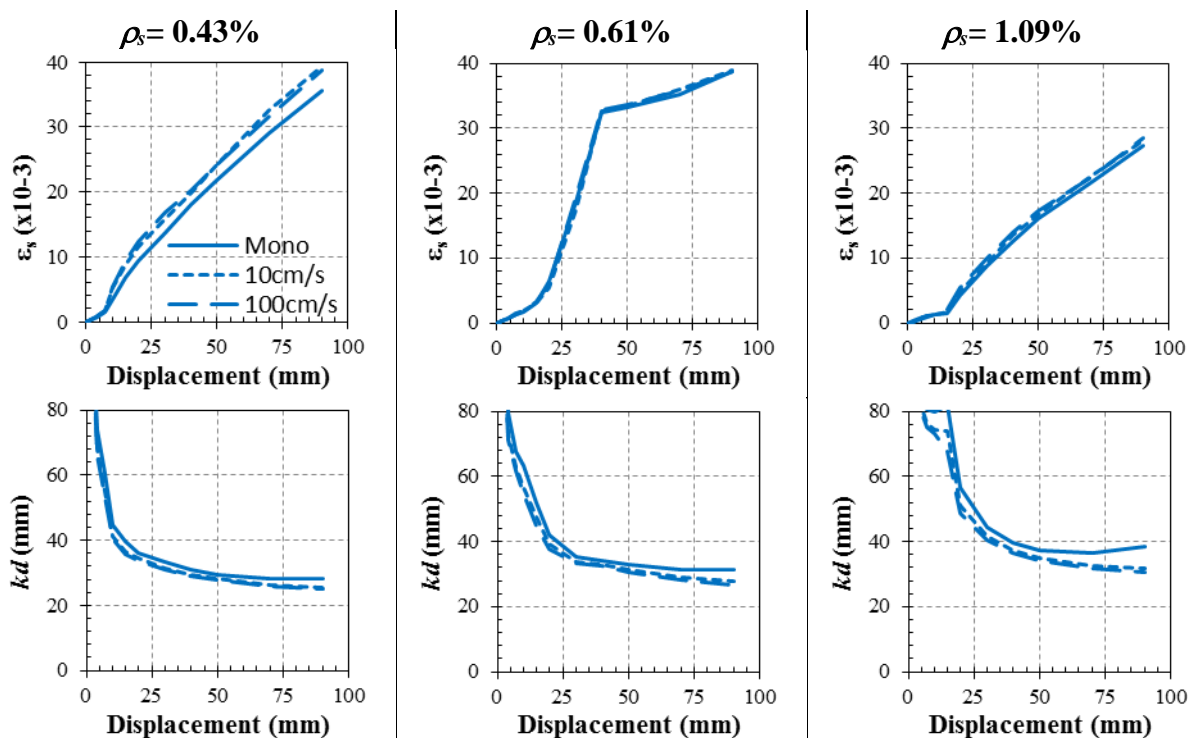 ρs= 0.43%
ρs= 0.61%
ρs= 1.09%
40
30
20
10
0
εs (x10-3)
Mono
10cm/s
100cm/s
0 25 50 75 100
Displacement (mm)
40
30
20
10
0
εs (x10-3)
0 25 50 75 100
Displacement (mm)
40
30
20
10
0
εs (x10-3)
0 25 50 75 100
Displacement (mm)
80
60
40
20
0
kd (mm)
0 25 50 75 100
Displacement (mm)
80
60
40
20
0
kd (mm)
0 25 50 75 100
Displacement (mm)
80
60
40
20
0
kd (mm)
0 25 50 75 100
Displacement (mm)